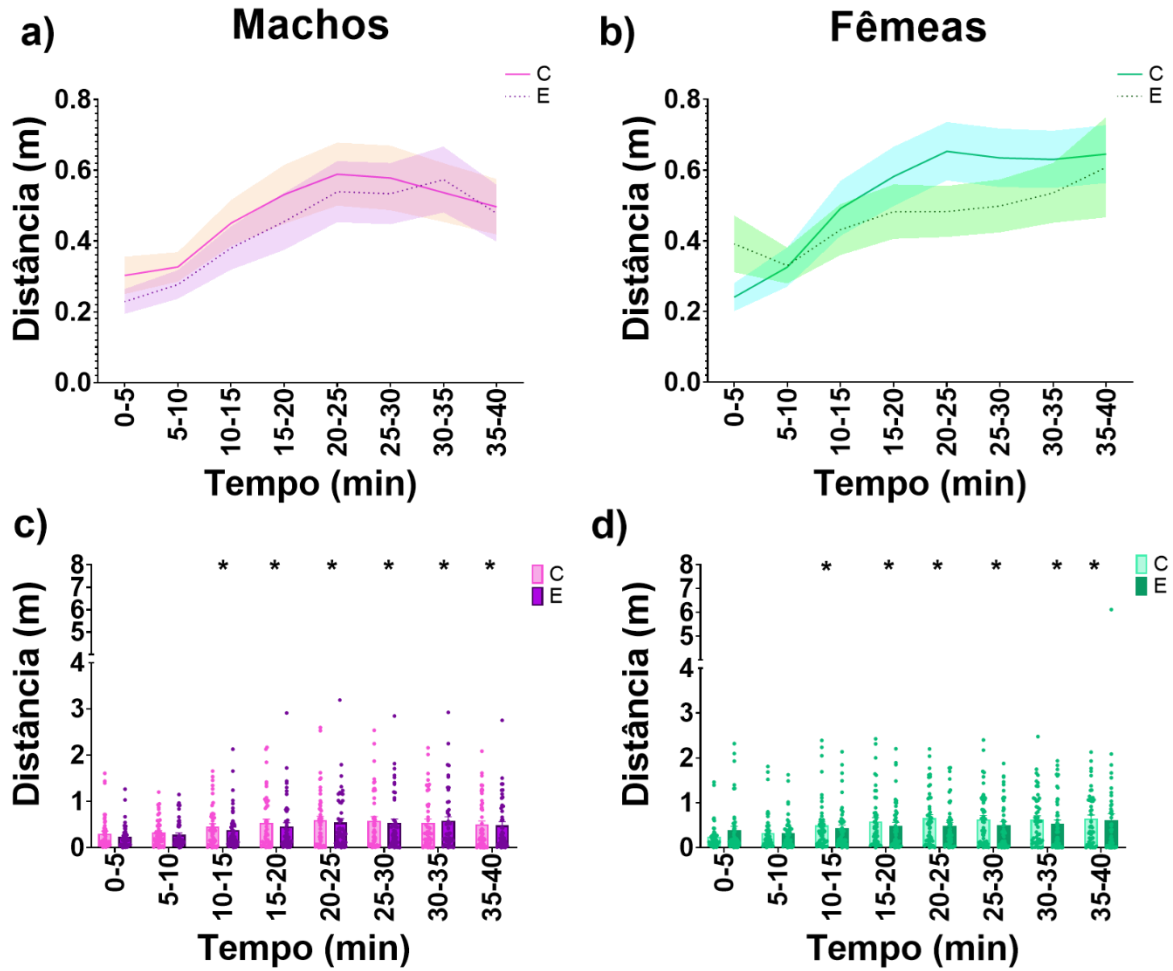 a)
Machos
C
E
Distância (m)
0.8
0.6
0.4
0.2
0.0
0-5
5-10
10-15
15-20
20-25
25-30
30-35
35-40
Tempo (min)
b)
Fêmeas
C
E
Distância (m)
0.8
0.6
0.4
0.2
0.0
0-5
5-10
10-15
15-20
20-25
25-30
30-35
35-40
Tempo (min)
c)
* * * * * *
C
E
Distância (m)
8
7
6
5
4
3
2
1
0
0-5
5-10
10-15
15-20
20-25
25-30
30-35
35-40
Tempo (min)
d)
* * * * * *
C
E
Distância (m)
8
7
6
5
4
3
2
1
0
0-5
5-10
10-15
15-20
20-25
25-30
30-35
35-40
Tempo (min)